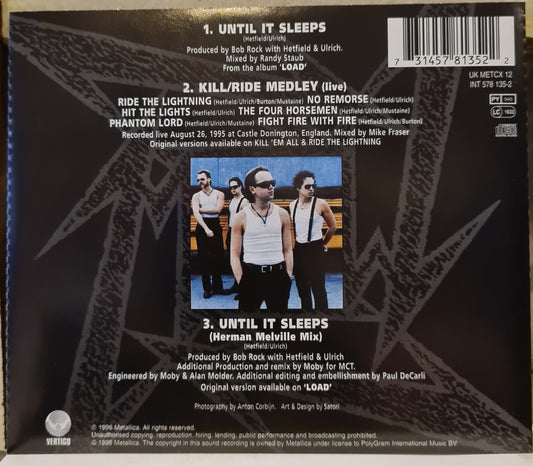 1. UNTIL IT SLEEPS
(Hetfield/Ulrich)
Produced by Bob Rock with Hetfield & Ulrich.
Mixed by Randy Staub
From the album 'LOAD'
7 31457 81352 2
UK METCX 12
INT 578 135-2
PY 940
LC 1633
2. KILL/RIDE MEDLEY (live)
RIDE THE LIGHTNING (Hetfield/Ulrich/Burton/Mustaine) NO REMORSE (Hetfield/Ulrich)
HIT THE LIGHTS (Hetfield/Ulrich) THE FOUR HORSEMEN (Hetfield/Ulrich/Mustaine)
PHANTOM LORD (Hetfield/Ulrich/Mustaine) FIGHT FIRE WITH FIRE (Hetfield/Ulrich/Burton)
Recorded live August 26, 1995 at Castle Donington, England. Mixed by Mike Fraser
Original versions available on KILL 'EM ALL & RIDE THE LIGHTNING
3. UNTIL IT SLEEPS
(Herman Melville Mix)
(Hetfield/Ulrich)
Produced by Bob Rock with Hetfield & Ulrich
Additional Production and remix by Moby for MCT.
Engineered by Moby & Alan Molder. Additional editing and embellishment by Paul DeCarli
Original version available on 'LOAD'
Photography by Anton Corbijn. Art & Design by Satori
VERTIGO
℗ 1996 Metallica. All rights reserved.
Unauthorised copying, reproduction, hiring, lending, public performance and broadcasting prohibited.
© 1996 Metallica. The copyright in this sound recording is owned by Metallica under license to PolyGram International Music BV.